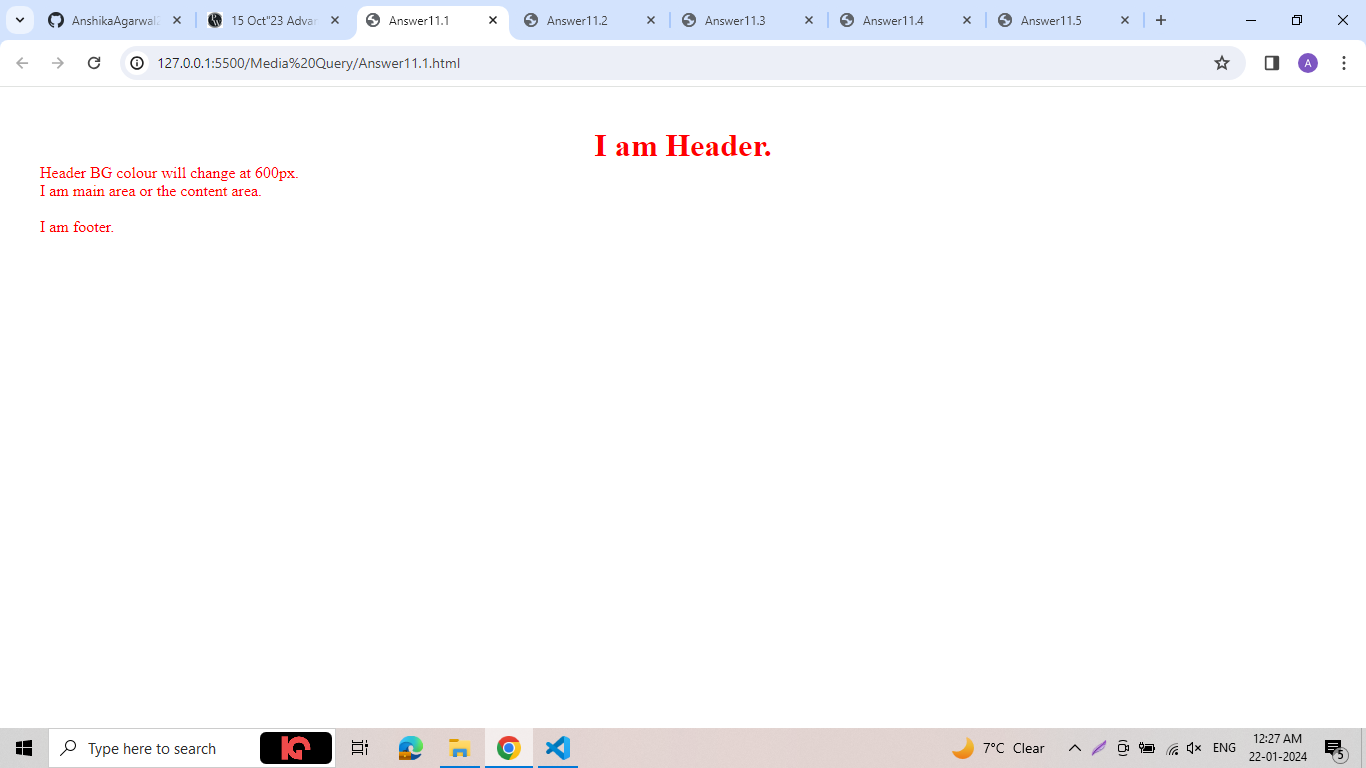 AnshikaAgarwal
15 Oct"23 Advan
Answer11.1
Answer11.2
Answer11.3
Answer11.4
Answer11.5
127.0.0.1:5500/Media%20Query/Answer11.1.html
A
I am Header.
Header BG colour will change at 600px.
I am main area or the content area.
I am footer.
Type here to search
7°C Clear
ENG
12:27 AM
22-01-2024
5